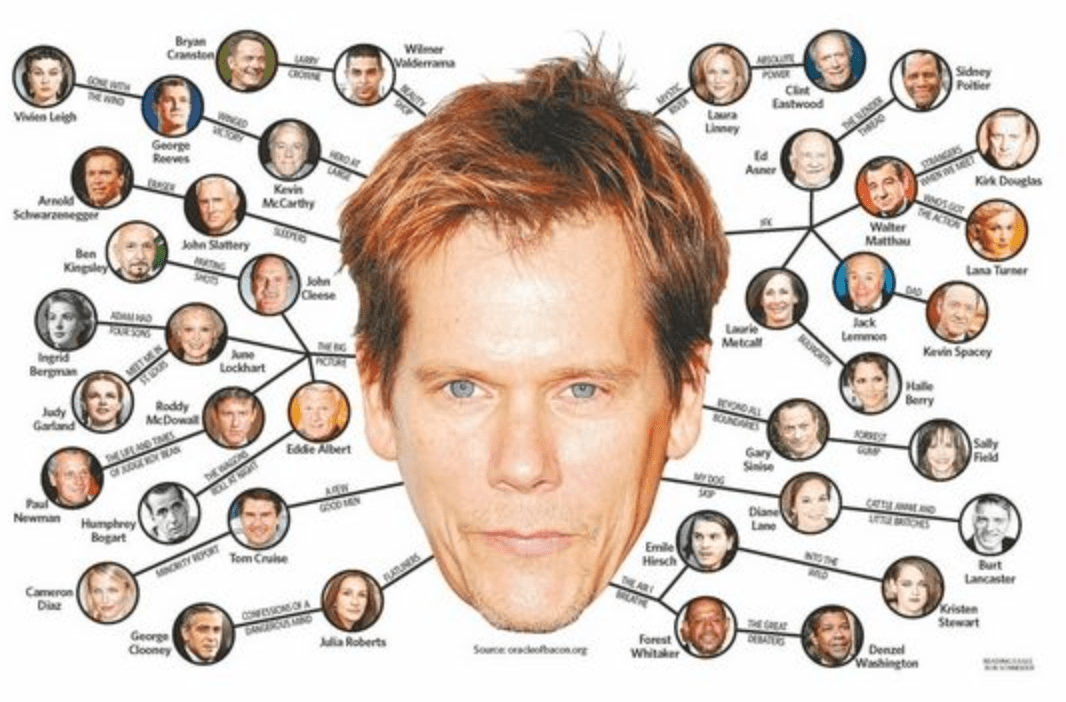 Bryan
Cranston
LARRY
CROWNE
Wilmer
Valderrama
BEAUTY
SHOP
Vivien Leigh
GONE WITH
THE WIND
George
Reeves
WINGED
VICTORY
Kevin
McCarthy
HERO AT
LARGE
Arnold
Schwarzenegger
ERASER
John Slattery
SLEEPERS
Ben
Kingsley
PARTING
SHOTS
John
Cleese
Ingrid
Bergman
ADAM HAD
FOUR SONS
June
Lockhart
THE BIG
PICTURE
Judy
Garland
MEET ME IN
ST. LOUIS
Roddy
McDowall
Eddie Albert
Paul
Newman
THE LIFE AND TIMES
OF JUDGE ROY BEAN
Humphrey
Bogart
THE WAGONS
ROLL AT NIGHT
Tom Cruise
A FEW
GOOD MEN
Cameron
Diaz
MINORITY REPORT
George
Clooney
CONFESSIONS OF A
DANGEROUS MIND
Julia Roberts
FLATLINERS
MYSTIC
RIVER
Laura
Linney
ABSOLUTE
POWER
Clint
Eastwood
Sidney
Poitier
THE SLENDER
THREAD
Ed
Asner
JFK
Walter
Matthau
STRANGERS
WHEN WE MEET
Kirk Douglas
WHO'S GOT
THE ACTION
Lana Turner
Laurie
Metcalf
BULWORTH
Halle
Berry
Jack
Lemmon
DAD
Kevin Spacey
BEYOND ALL
BOUNDARIES
Gary
Sinise
FORREST
GUMP
Sally
Field
MY DOG
SKIP
Diane
Lane
CATTLE ANNIE AND
LITTLE BRITCHES
Burt
Lancaster
Emile
Hirsch
INTO THE
WILD
Kristen
Stewart
THE AIR I
BREATHE
Forest
Whitaker
THE GREAT
DEBATERS
Denzel
Washington
Source: oracleofbacon.org
READING EAGLE